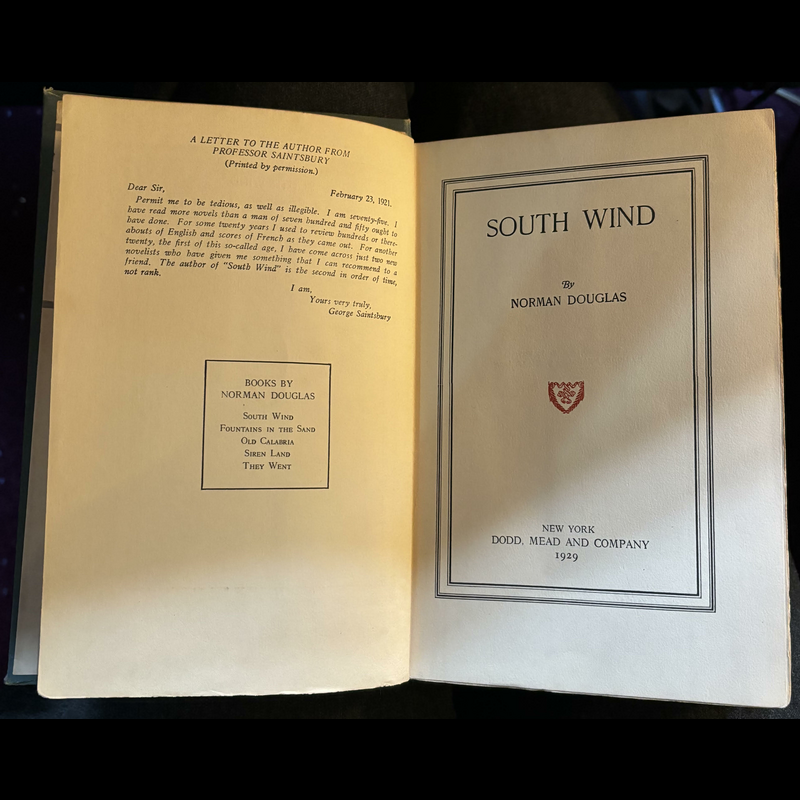 A LETTER TO THE AUTHOR FROM
PROFESSOR SAINTSBURY
(Printed by permission.)
February 23, 1921.
Dear Sir,
Permit me to be tedious, as well as illegible. I am seventy-five. I
have read more novels than a man of seven hundred and fifty ought to
have done. For some twenty years I used to review hundreds or there-
abouts of English and scores of French as they came out. For another
twenty, the first of this so-called age, I have come across just two new
novelists who have given me something that I can recommend to a
friend. The author of "South Wind" is the second in order of time,
not rank.
I am,
Yours very truly,
George Saintsbury
BOOKS BY
NORMAN DOUGLAS
SOUTH WIND
FOUNTAINS IN THE SAND
OLD CALABRIA
SIREN LAND
THEY WENT
SOUTH WIND
By
NORMAN DOUGLAS
NEW YORK
DODD, MEAD AND COMPANY
1929